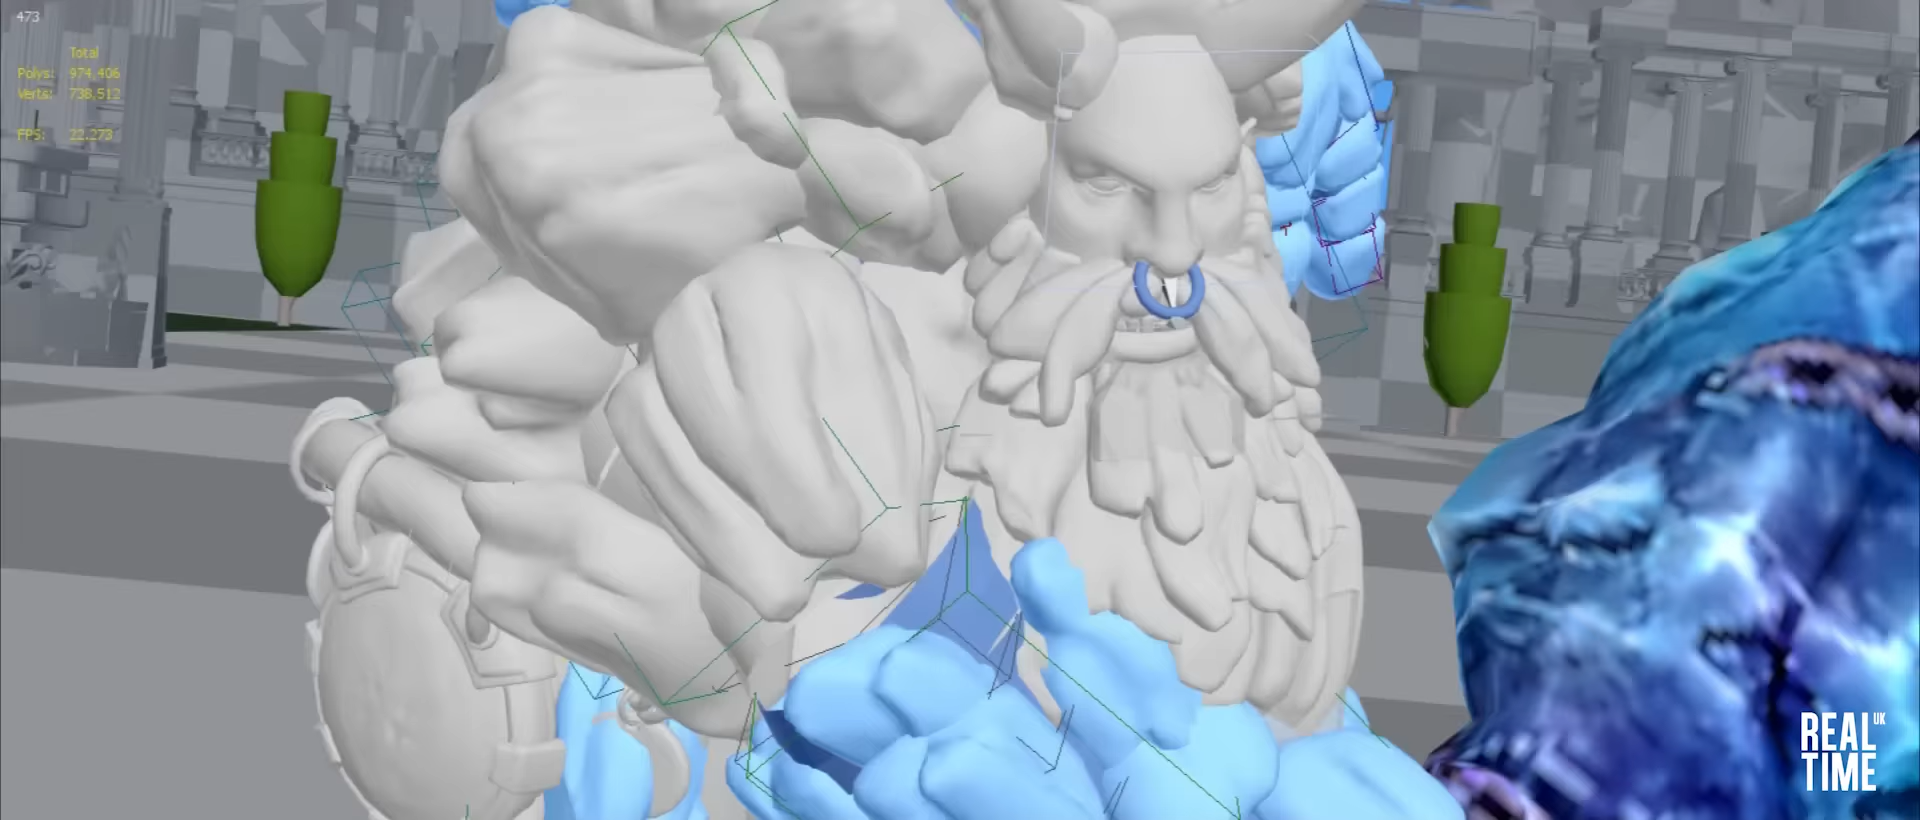 473
Total
Polys: 974,406
Verts: 738,512
FPS: 22.273
REAL UK
TIME